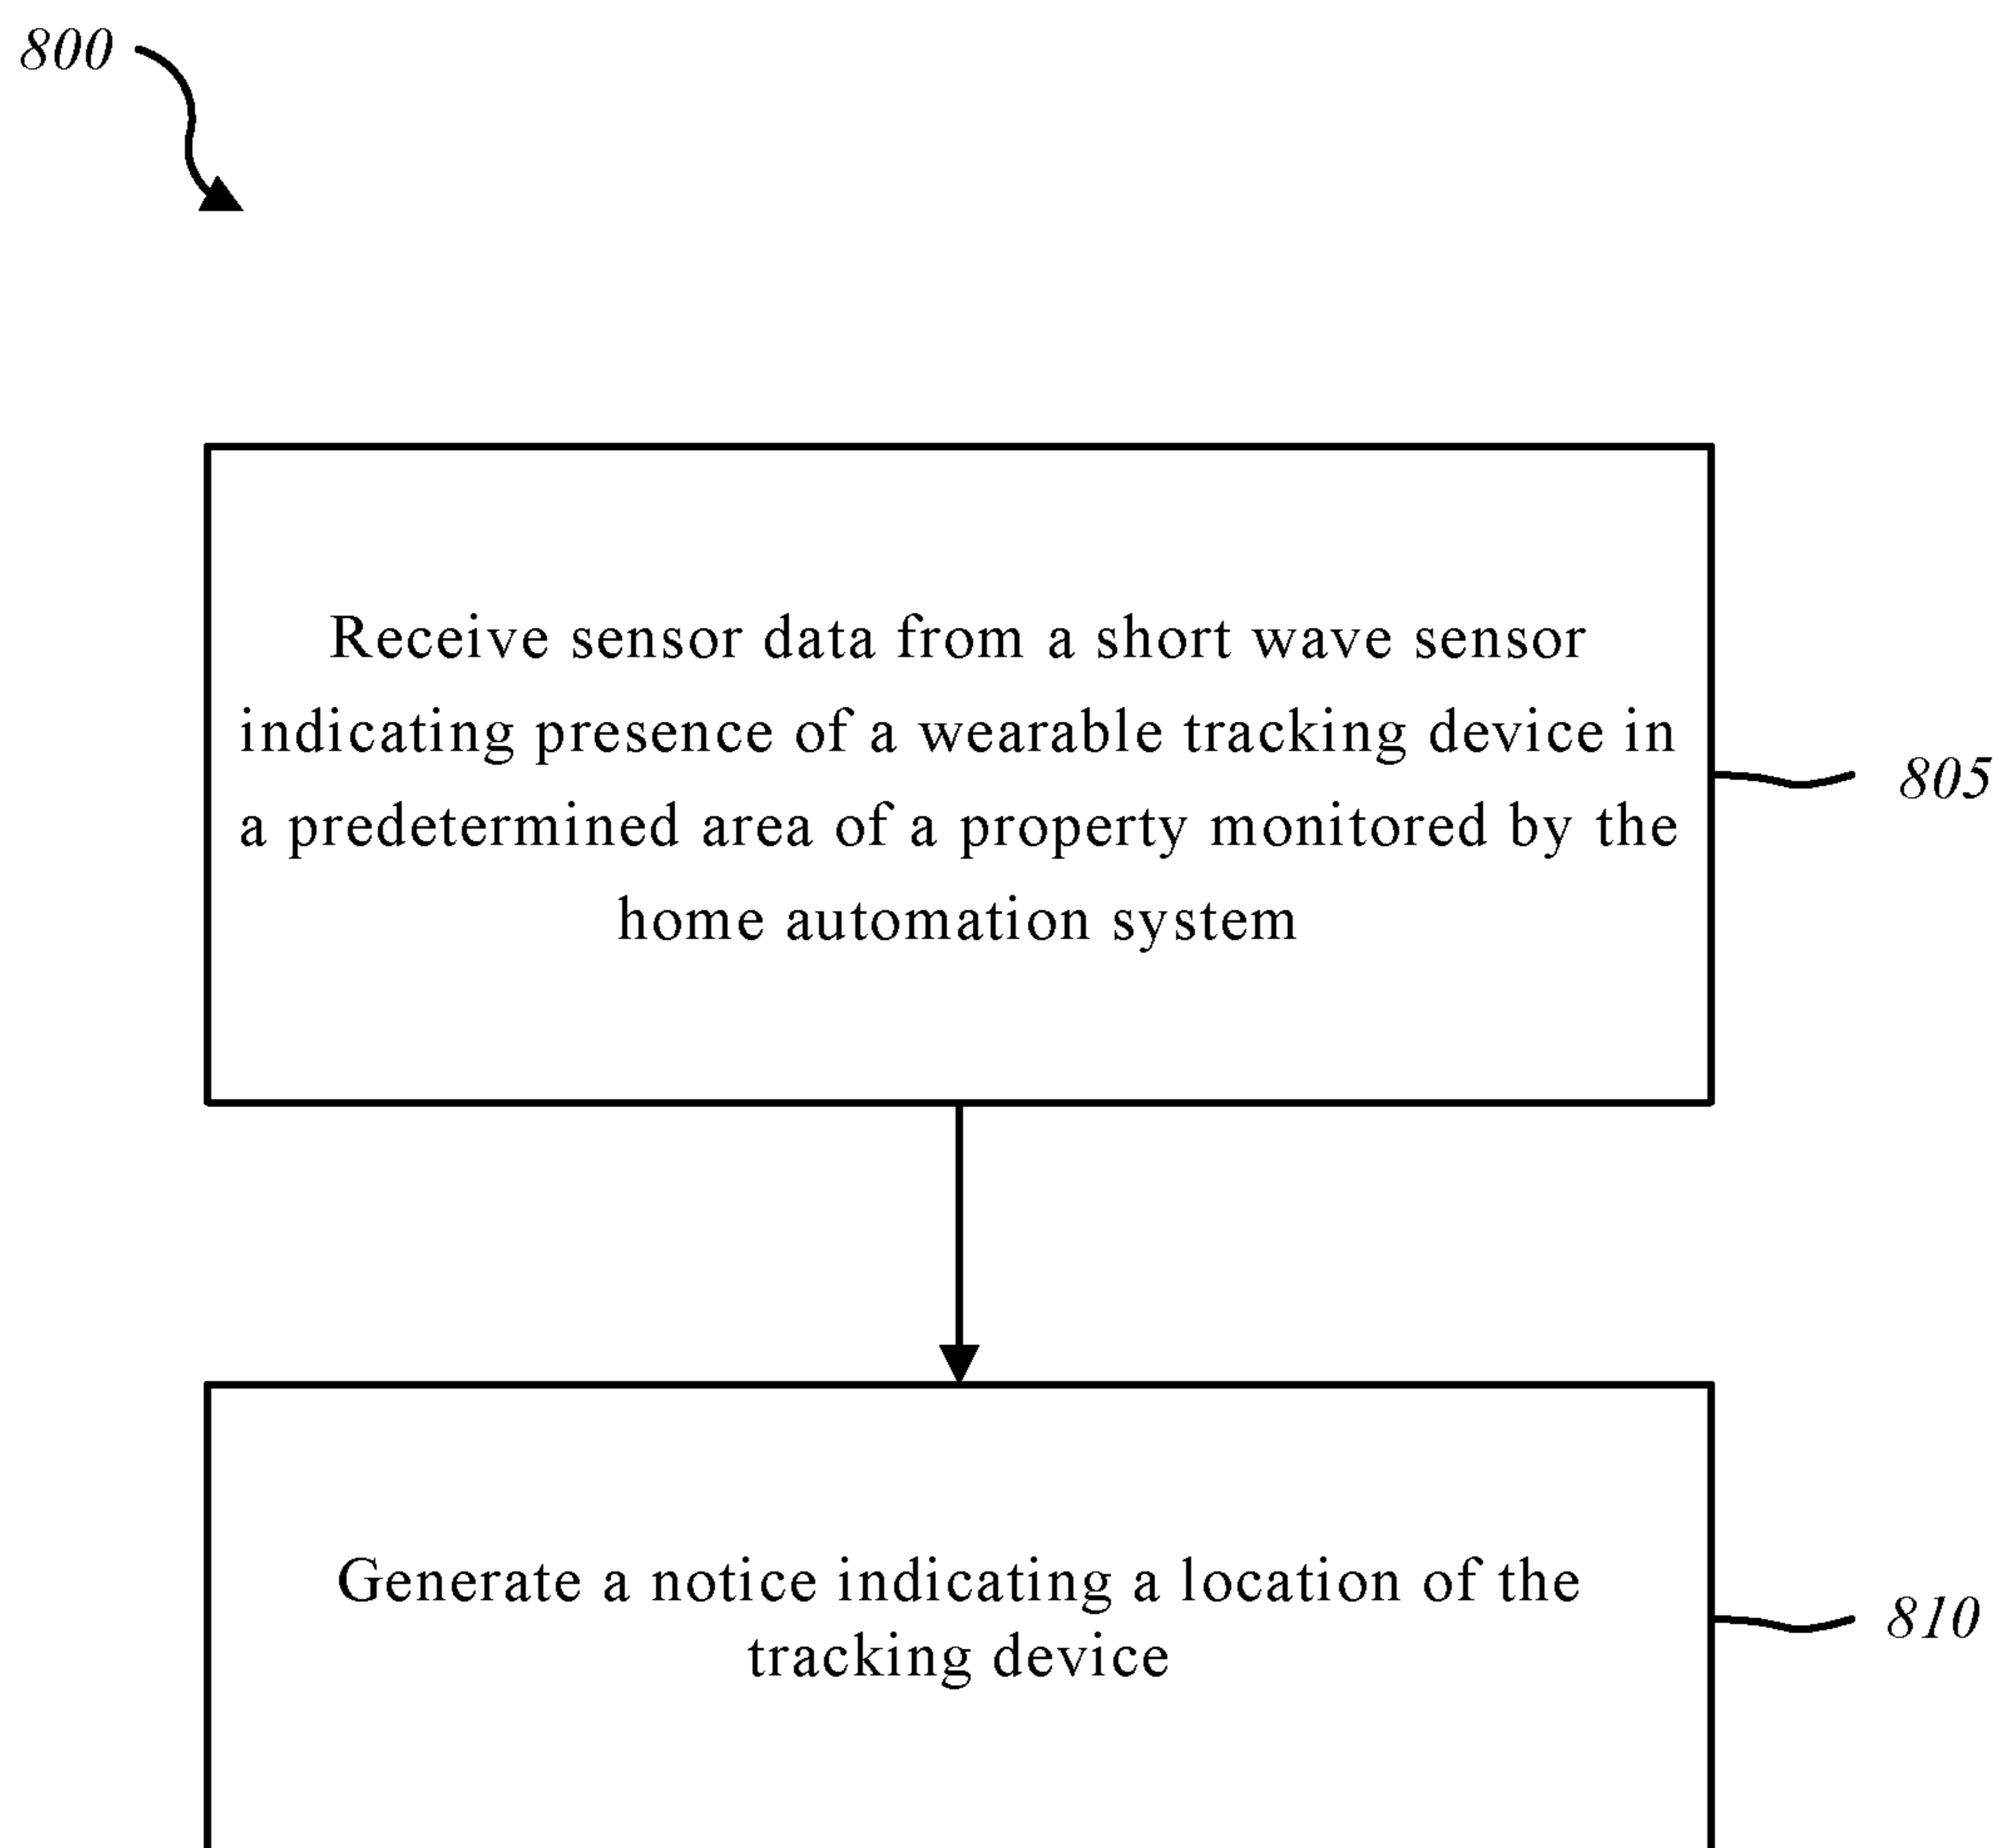 800
Receive sensor data from a short wave sensor
indicating presence of a wearable tracking device in
a predetermined area of a property monitored by the
home automation system
805
Generate a notice indicating a location of the
tracking device
810